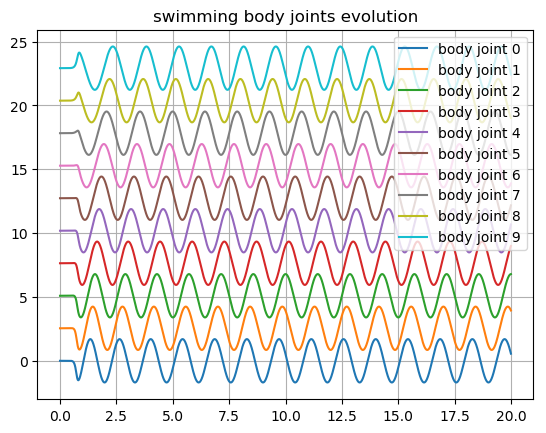 swimming body joints evolution
25
20
15
10
5
0
0.0 2.5 5.0 7.5 10.0 12.5 15.0 17.5 20.0
body joint 0
body joint 1
body joint 2
body joint 3
body joint 4
body joint 5
body joint 6
body joint 7
body joint 8
body joint 9